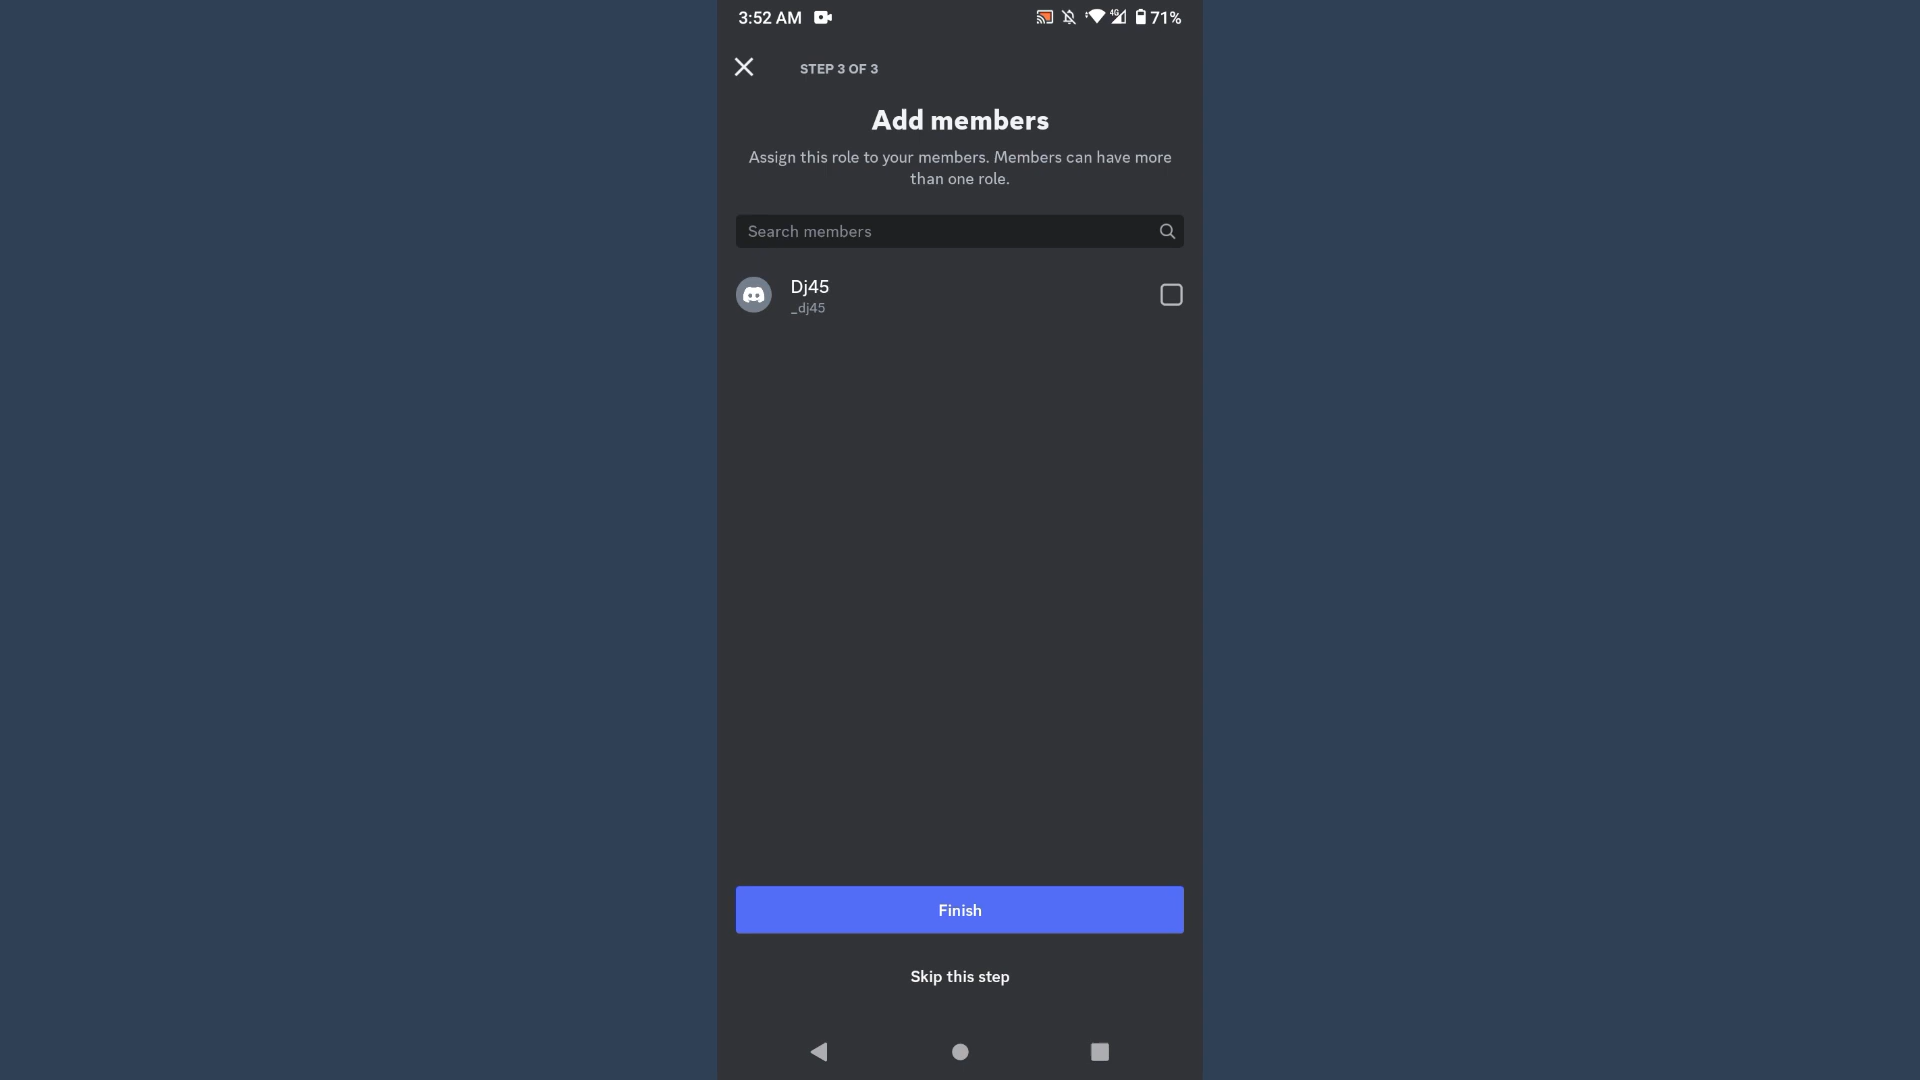 3:52 AM
4G
71%
STEP 3 OF 3
Add members
Assign this role to your members. Members can have more
than one role.
Search members
Dj45
_dj45
Finish
Skip this step